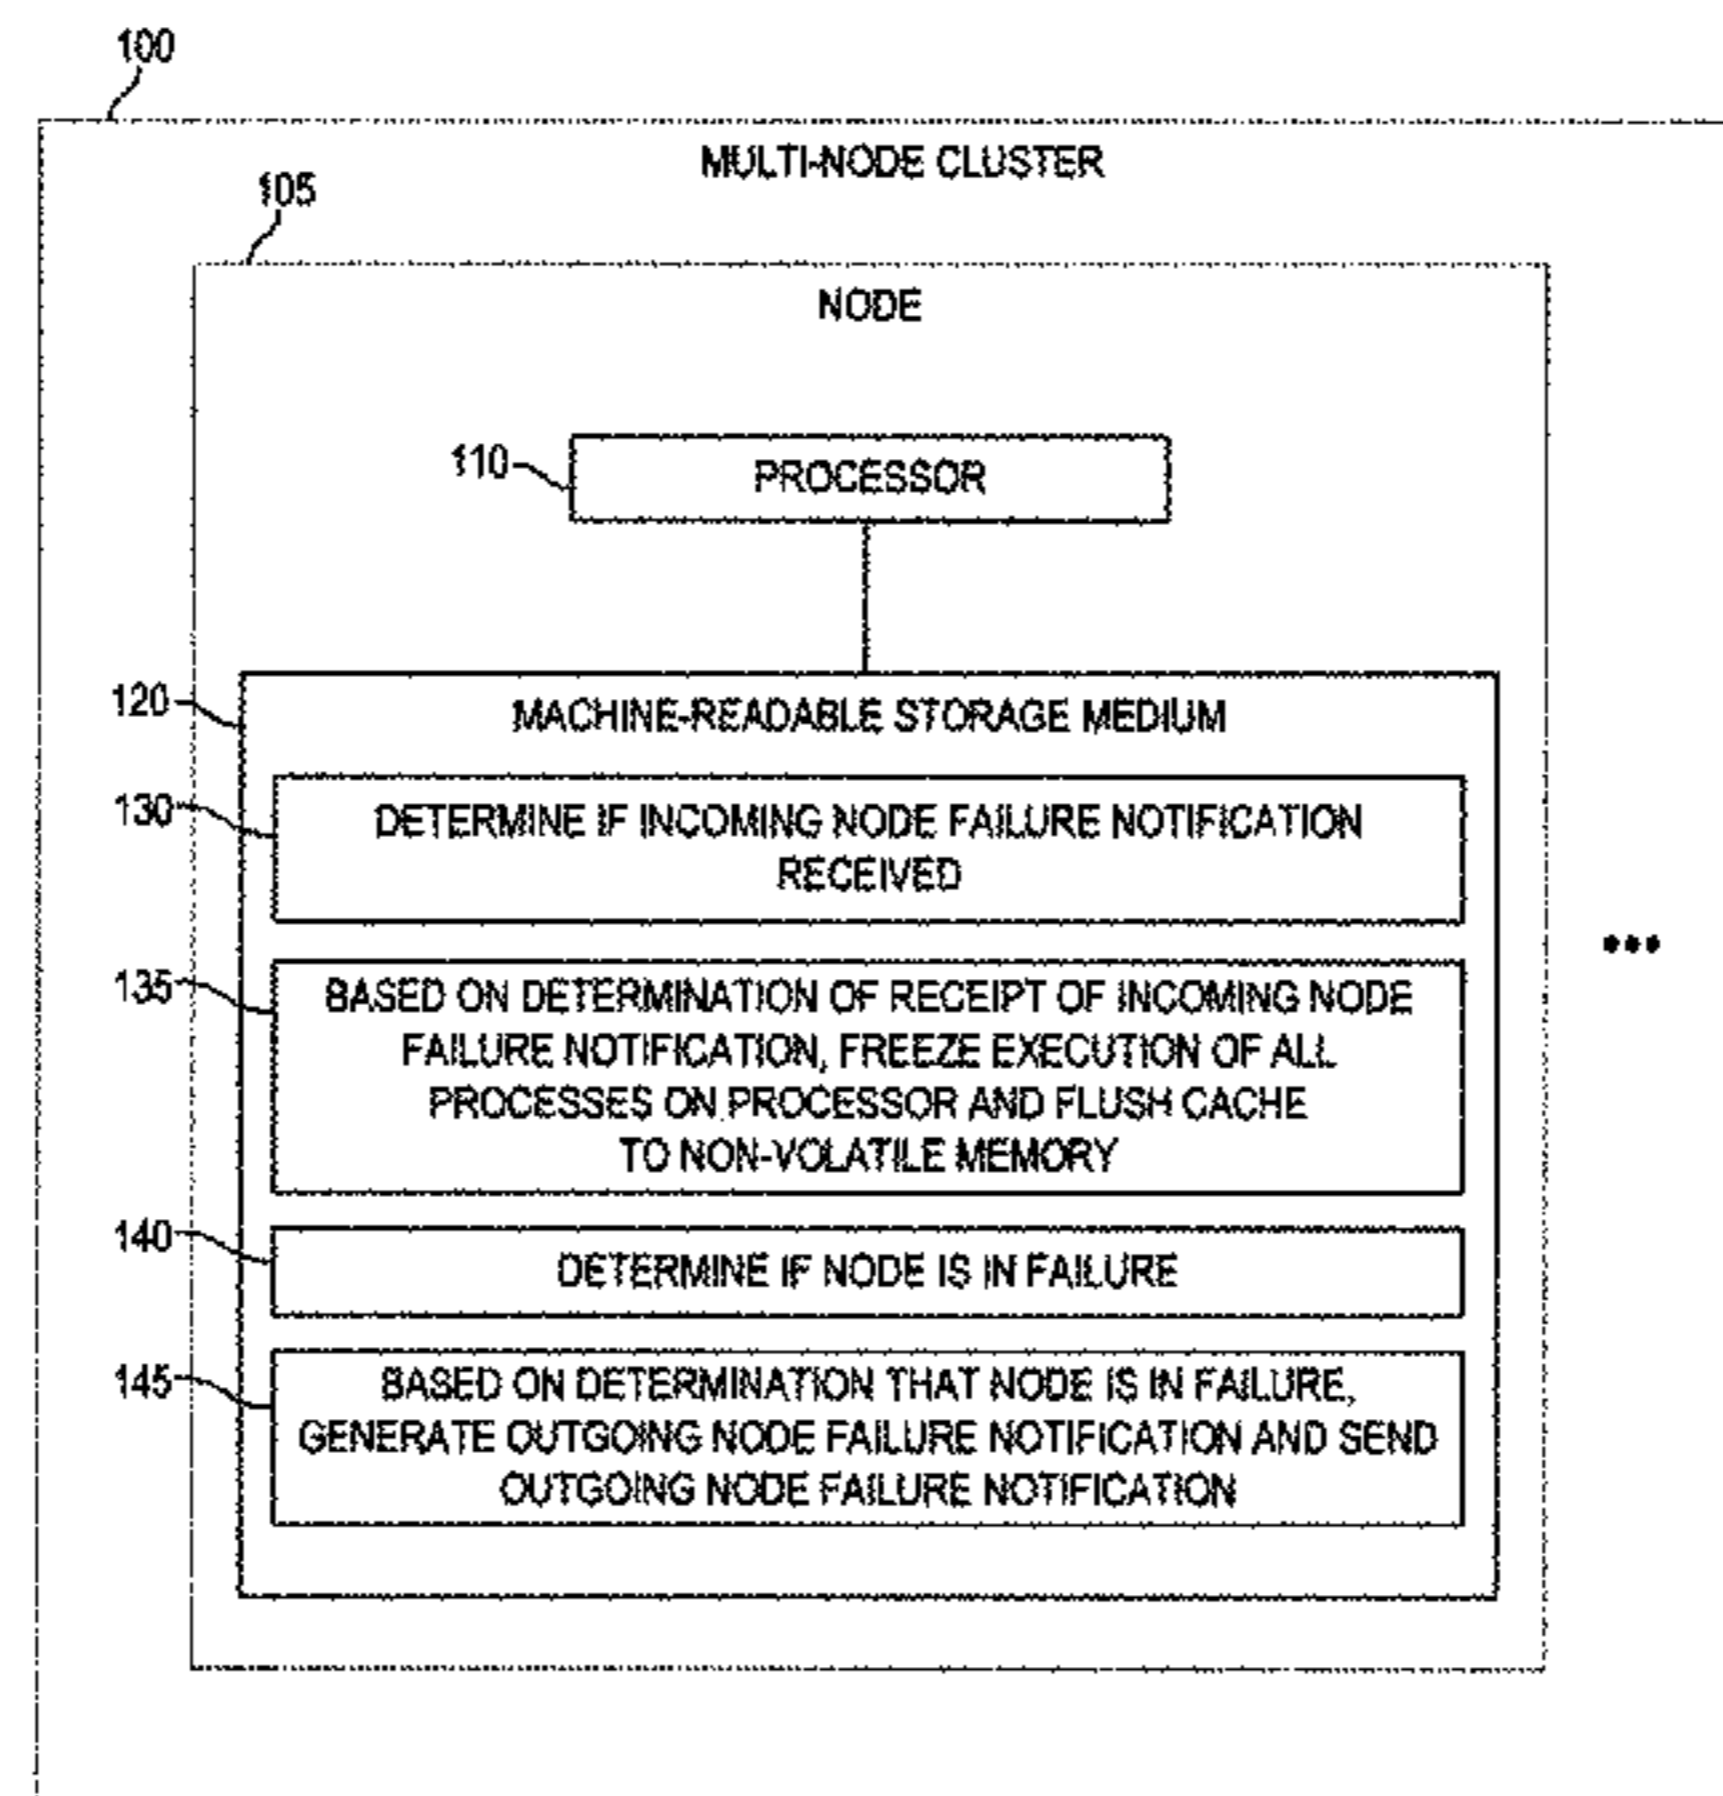 100
MULTI-NODE CLUSTER
105
NODE
110
PROCESSOR
120
MACHINE-READABLE STORAGE MEDIUM
130
DETERMINE IF INCOMING NODE FAILURE NOTIFICATION
RECEIVED
135
BASED ON DETERMINATION OF RECEIPT OF INCOMING NODE
FAILURE NOTIFICATION, FREEZE EXECUTION OF ALL
PROCESSES ON PROCESSOR AND FLUSH CACHE
TO NON-VOLATILE MEMORY
140
DETERMINE IF NODE IS IN FAILURE
145
BASED ON DETERMINATION THAT NODE IS IN FAILURE,
GENERATE OUTGOING NODE FAILURE NOTIFICATION AND SEND
OUTGOING NODE FAILURE NOTIFICATION
•••